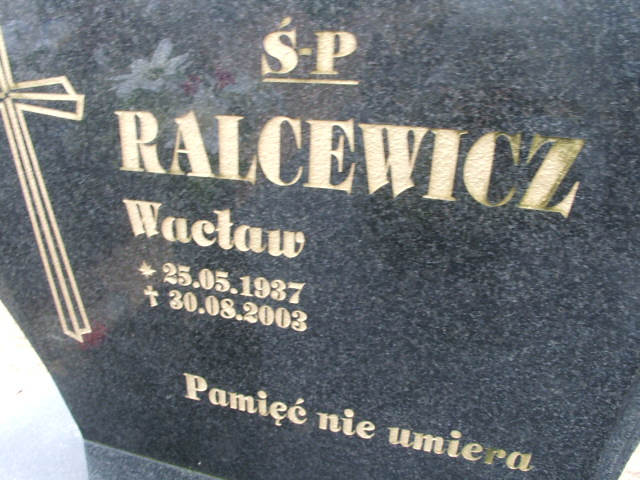 Ś-P
RALCEWICZ
Wacław
* 25.05.1937
✝ 30.08.2003
Pamięć nie umiera